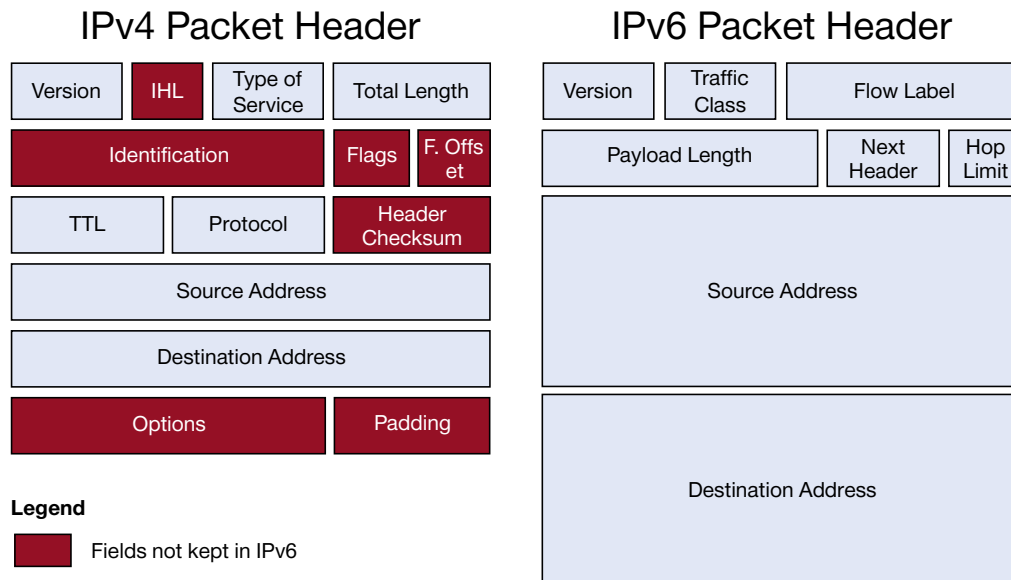 IPv4 Packet Header
Version
IHL
Type of
Service
Total Length
Identification
Flags
F. Offs
et
TTL
Protocol
Header
Checksum
Source Address
Destination Address
Options
Padding
Legend
Fields not kept in IPv6
IPv6 Packet Header
Version
Traffic
Class
Flow Label
Payload Length
Next
Header
Hop
Limit
Source Address
Destination Address